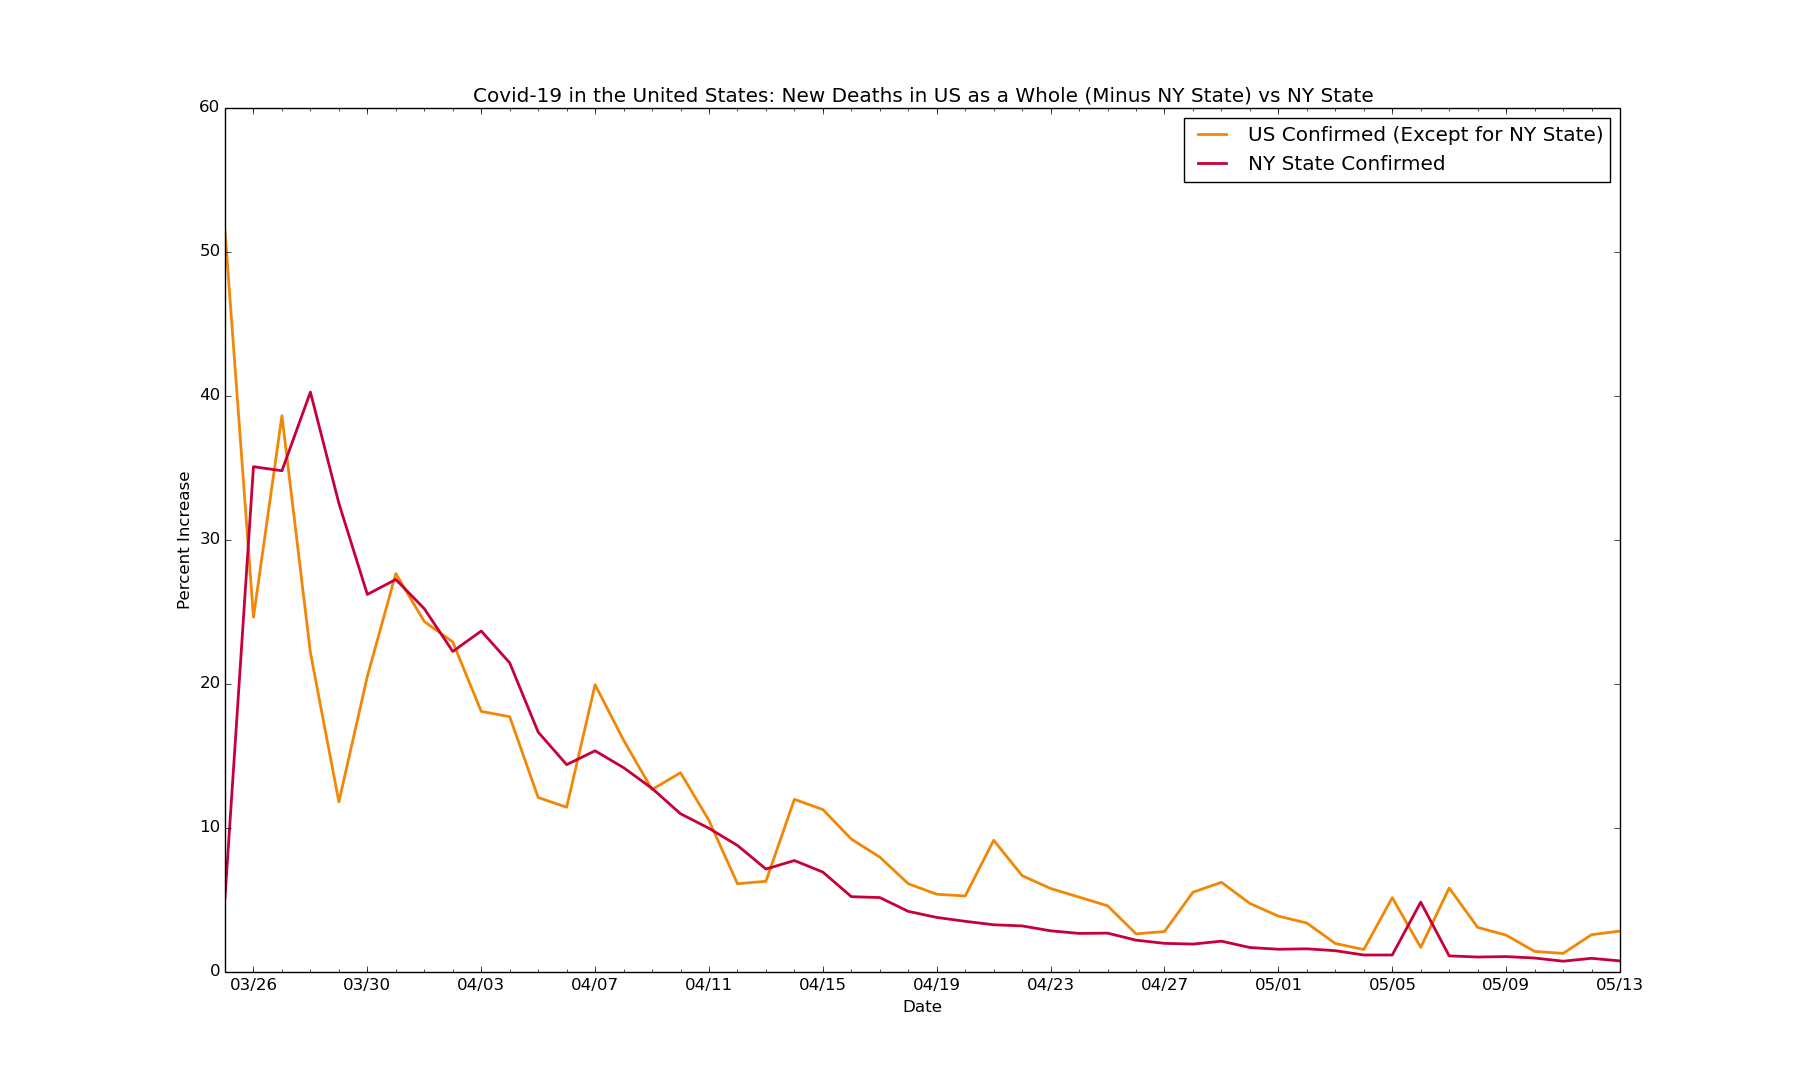 Covid-19 in the United States: New Deaths in US as a Whole (Minus NY State) vs NY State
US Confirmed (Except for NY State)
NY State Confirmed
Percent Increase
60
50
40
30
20
10
0
03/26 03/30 04/03 04/07 04/11 04/15 04/19 04/23 04/27 05/01 05/05 05/09 05/13
Date